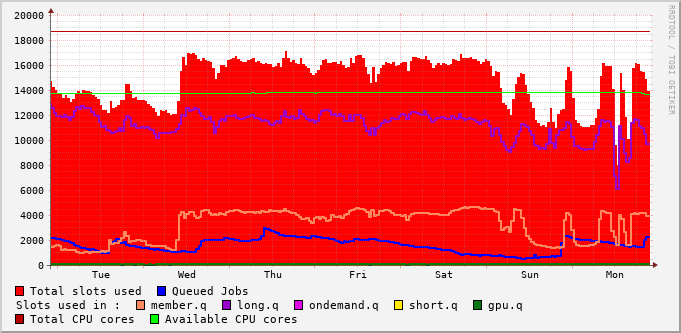 20000
18000
16000
14000
12000
10000
8000
6000
4000
2000
0
Tue Wed Thu Fri Sat Sun Mon
Total slots used Queued Jobs
Slots used in : member.q long.q ondemand.q short.q gpu.q
Total CPU cores Available CPU cores
RRDTOOL / TOBI OETIKER